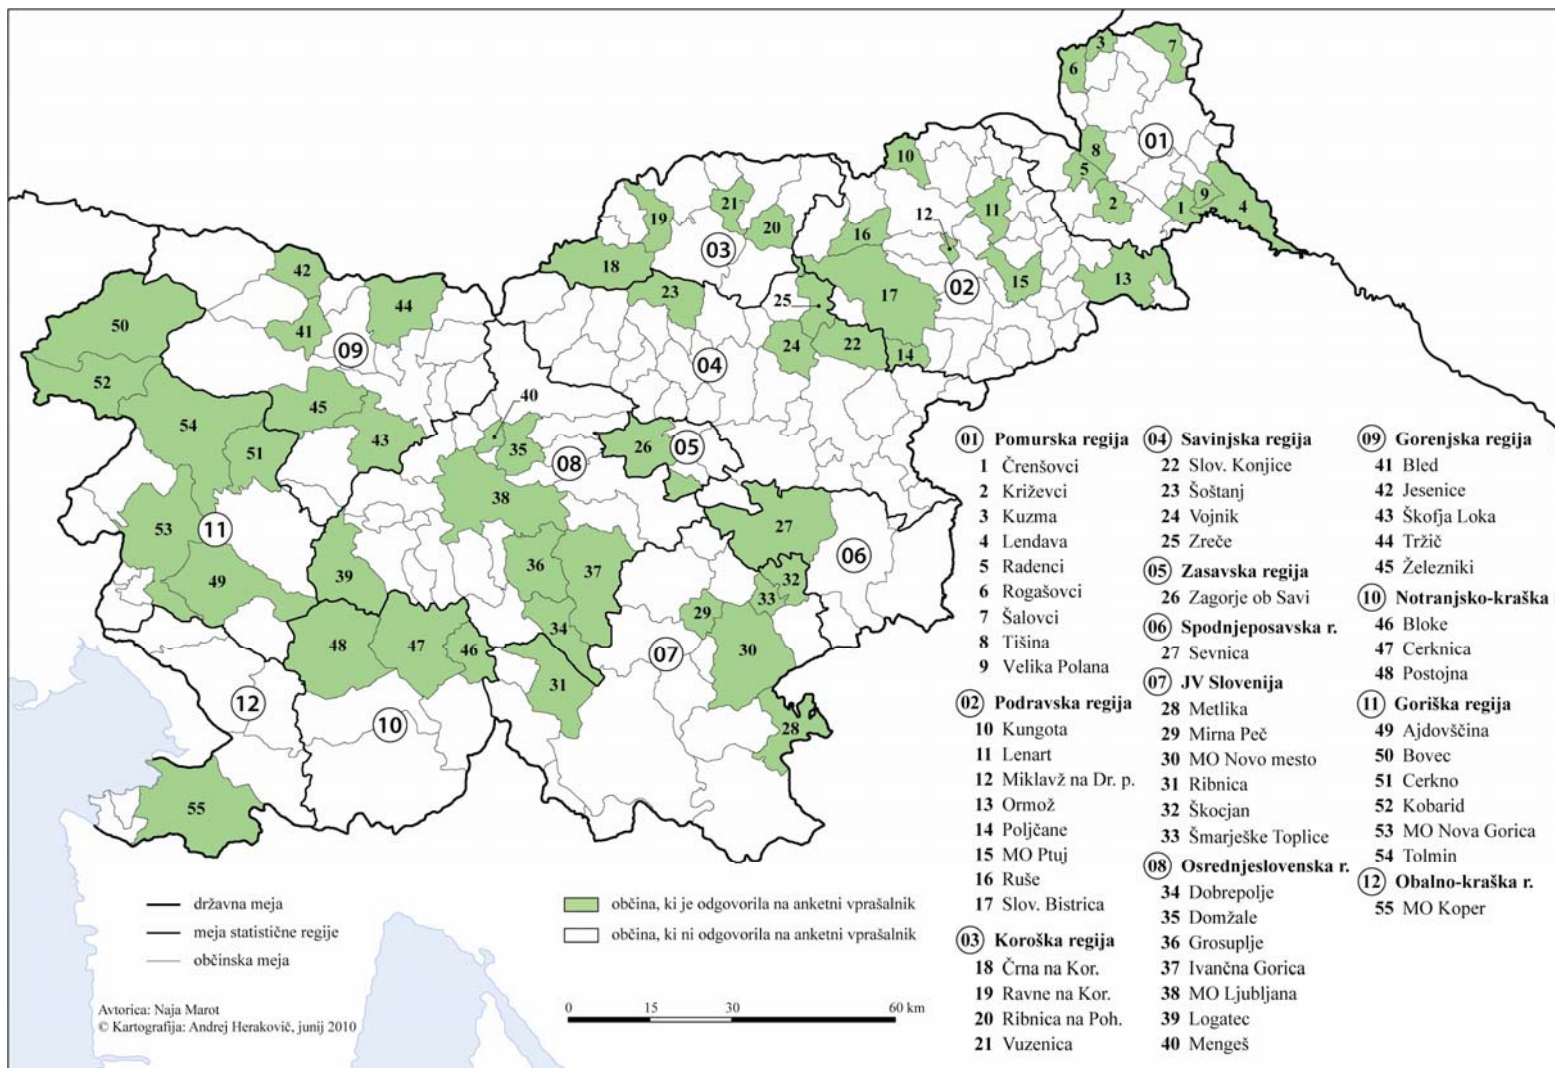 3
7
6
01
8
5
10
9
2
1
4
11
12
21
19
20
16
03
18
02
15
13
42
23
17
25
44
50
41
24
22
09
14
04
52
40
45
54
43
35
26
05
51
08
38
27
53
11
06
36
37
39
32
49
33
29
34
48
47
46
07
30
31
12
10
28
55
01 Pomurska regija
1 Črenšovci
2 Križevci
3 Kuzma
4 Lendava
5 Radenci
6 Rogašovci
7 Šalovci
8 Tišina
9 Velika Polana
02 Podravska regija
10 Kungota
11 Lenart
12 Miklavž na Dr. p.
13 Ormož
14 Poljčane
15 MO Ptuj
16 Ruše
17 Slov. Bistrica
03 Koroška regija
18 Črna na Kor.
19 Ravne na Kor.
20 Ribnica na Poh.
21 Vuzenica
04 Savinjska regija
22 Slov. Konjice
23 Šoštanj
24 Vojnik
25 Zreče
05 Zasavska regija
26 Zagorje ob Savi
06 Spodnjeposavska r.
27 Sevnica
07 JV Slovenija
28 Metlika
29 Mirna Peč
30 MO Novo mesto
31 Ribnica
32 Škocjan
33 Šmarješke Toplice
08 Osrednjeslovenska r.
34 Dobrepolje
35 Domžale
36 Grosuplje
37 Ivančna Gorica
38 MO Ljubljana
39 Logatec
40 Mengeš
09 Gorenjska regija
41 Bled
42 Jesenice
43 Škofja Loka
44 Tržič
45 Železniki
10 Notranjsko-kraška
46 Bloke
47 Cerknica
48 Postojna
11 Goriška regija
49 Ajdovščina
50 Bovec
51 Cerkno
52 Kobarid
53 MO Nova Gorica
54 Tolmin
12 Obalno-kraška r.
55 MO Koper
državna meja
meja statistične regije
občinska meja
občina, ki je odgovorila na anketni vprašalnik
občina, ki ni odgovorila na anketni vprašalnik
Avtorica: Naja Marot
© Kartografija: Andrej Herakovič, junij 2010
0 15 30 60 km